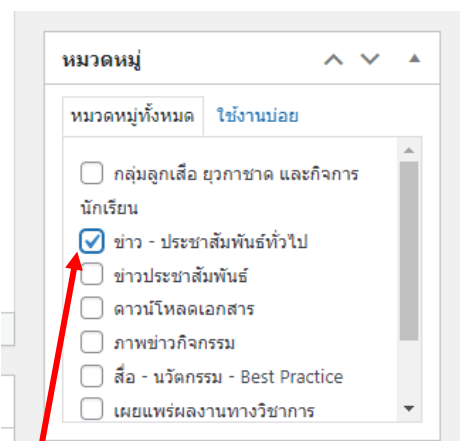 หมวดหมู่
หมวดหมู่ทั้งหมด ใช้งานบ่อย
กลุ่มลูกเสือ ยุวกาชาด และกิจการ
นักเรียน
ข่าว - ประชาสัมพันธ์ทั่วไป
ข่าวประชาสัมพันธ์
ดาวน์โหลดเอกสาร
ภาพข่าวกิจกรรม
สื่อ - นวัตกรรม - Best Practice
เผยแพร่ผลงานทางวิชาการ